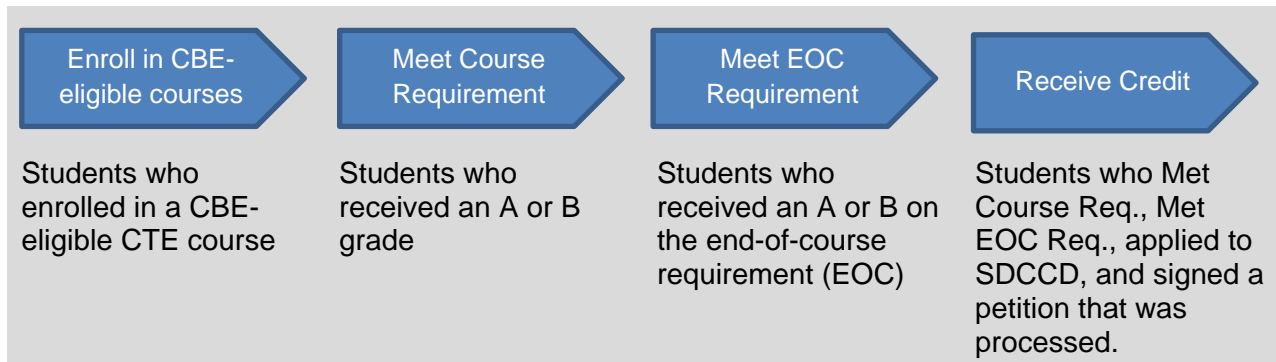 Enroll in CBE-
eligible courses
Meet Course
Requirement
Meet EOC
Requirement
Receive Credit
Students who
enrolled in a CBE-
eligible CTE course
Students who
received an A or B
grade
Students who
received an A or B on
the end-of-course
requirement (EOC)
Students who Met
Course Req., Met
EOC Req., applied to
SDCCD, and signed a
petition that was
processed.